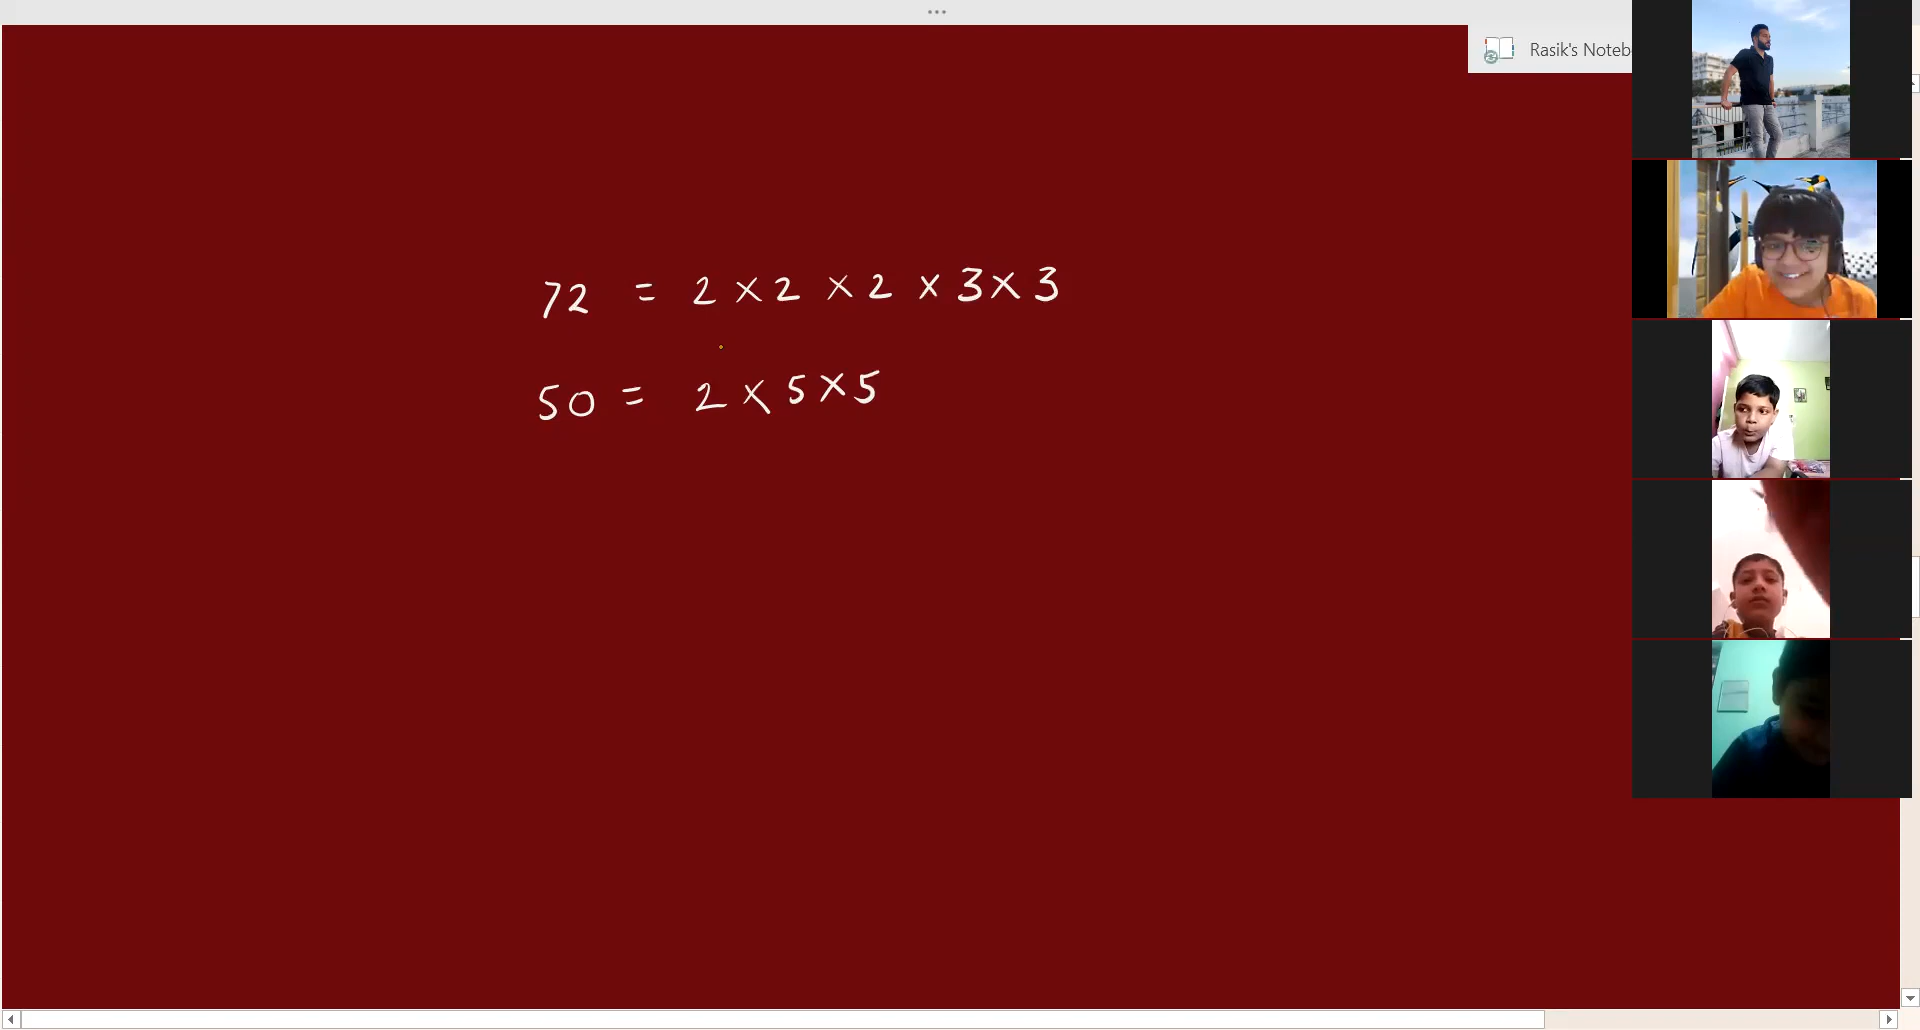 Rasik's Noteb
72 = 2 × 2 × 2 × 3 × 3
50 = 2 × 5 × 5